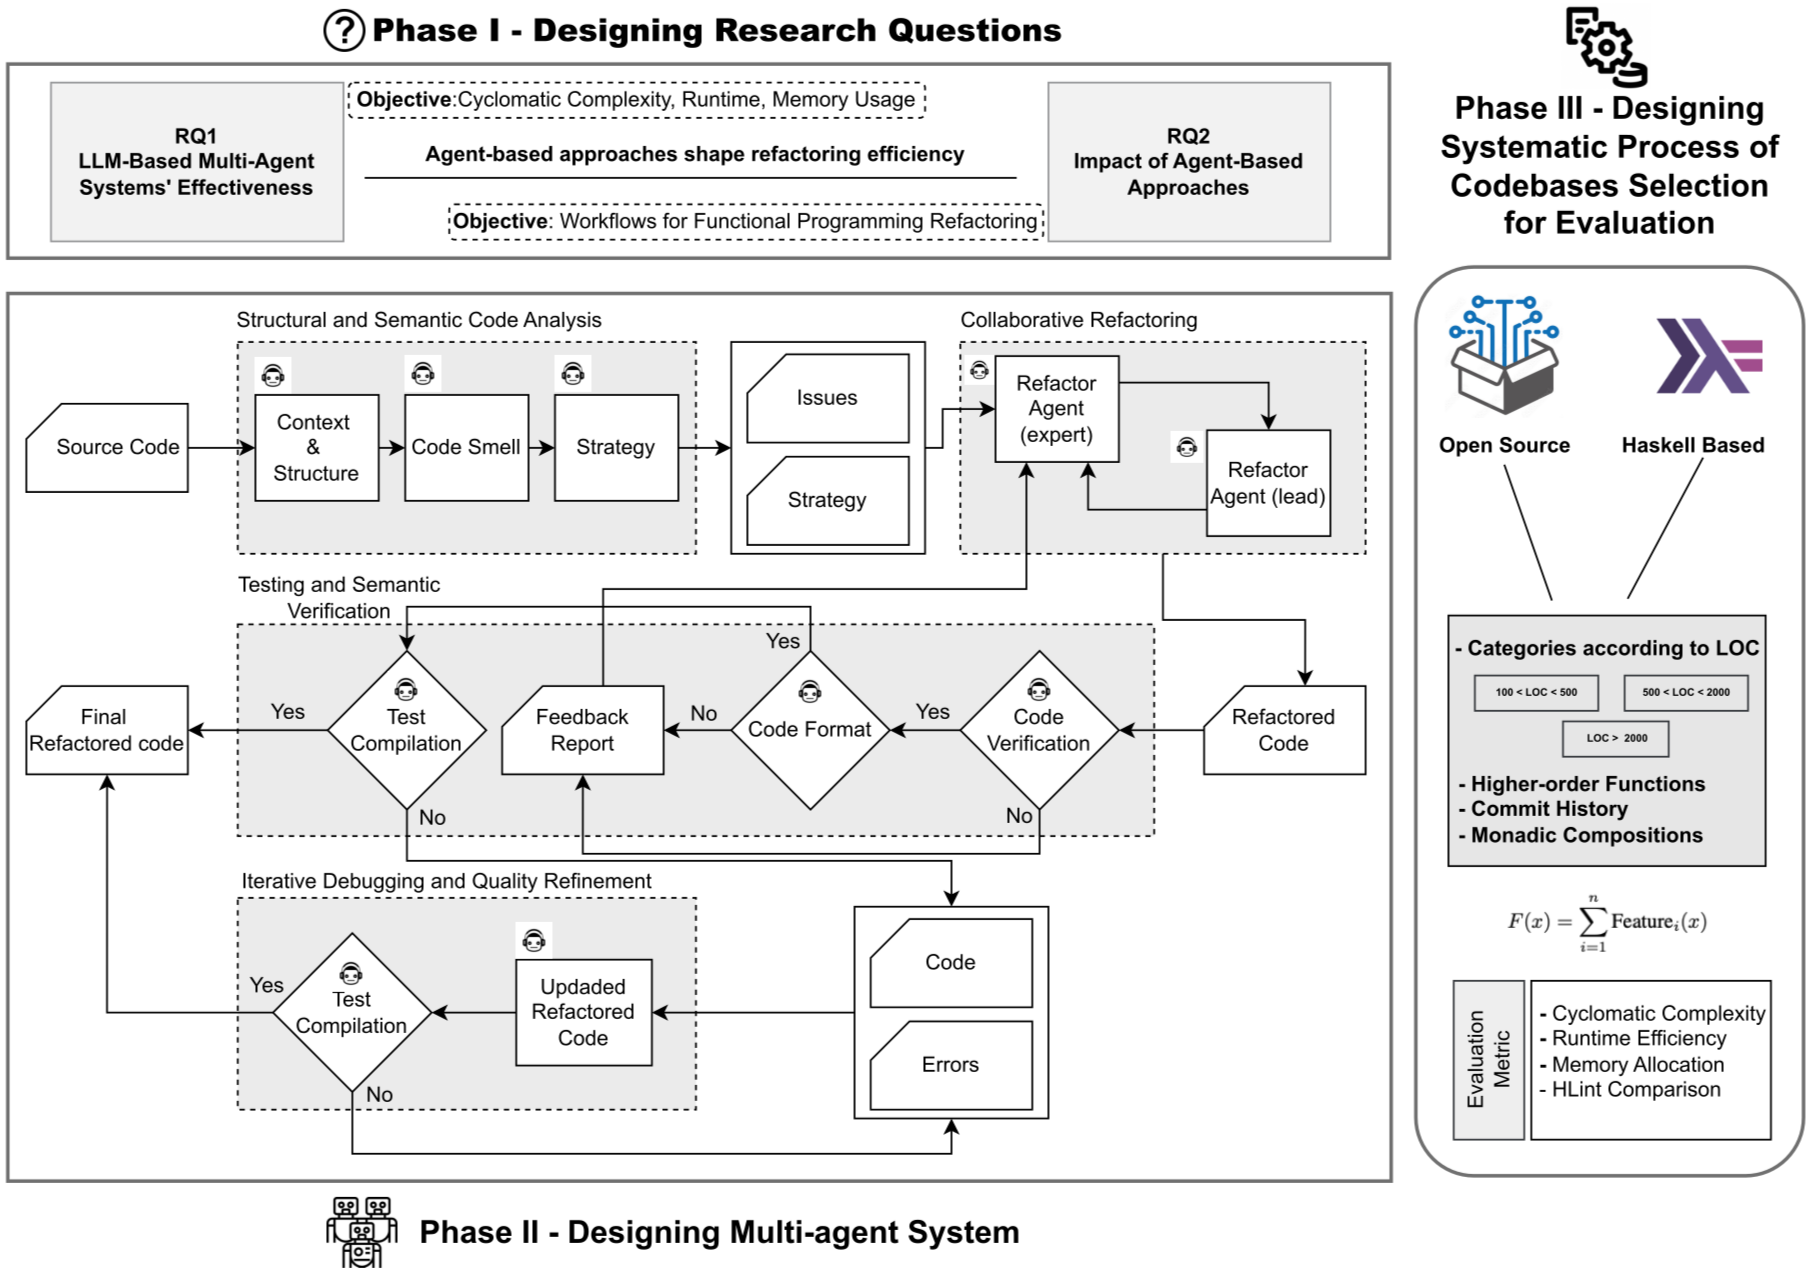 Phase I - Designing Research Questions
RQ1
LLM-Based Multi-Agent
Systems' Effectiveness
Objective:Cyclomatic Complexity, Runtime, Memory Usage
Agent-based approaches shape refactoring efficiency
Objective: Workflows for Functional Programming Refactoring
RQ2
Impact of Agent-Based
Approaches
Structural and Semantic Code Analysis
Source Code
Context
&
Structure
Code Smell
Strategy
Issues
Strategy
Collaborative Refactoring
Refactor
Agent
(expert)
Refactor
Agent (lead)
Testing and Semantic
Verification
Final
Refactored code
Yes
Test
Compilation
No
Feedback
Report
No
Yes
Code Format
Yes
Code
Verification
No
Refactored
Code
Iterative Debugging and Quality Refinement
Yes
Test
Compilation
No
Updaded
Refactored
Code
Code
Errors
Phase II - Designing Multi-agent System
Phase III - Designing
Systematic Process of
Codebases Selection
for Evaluation
Open Source
Haskell Based
- Categories according to LOC
100 < LOC < 500
500 < LOC < 2000
LOC > 2000
- Higher-order Functions
- Commit History
- Monadic Compositions
F(x) = ∑_{i=1}^{n} Feature_i(x)
Evaluation
Metric
- Cyclomatic Complexity
- Runtime Efficiency
- Memory Allocation
- HLint Comparison